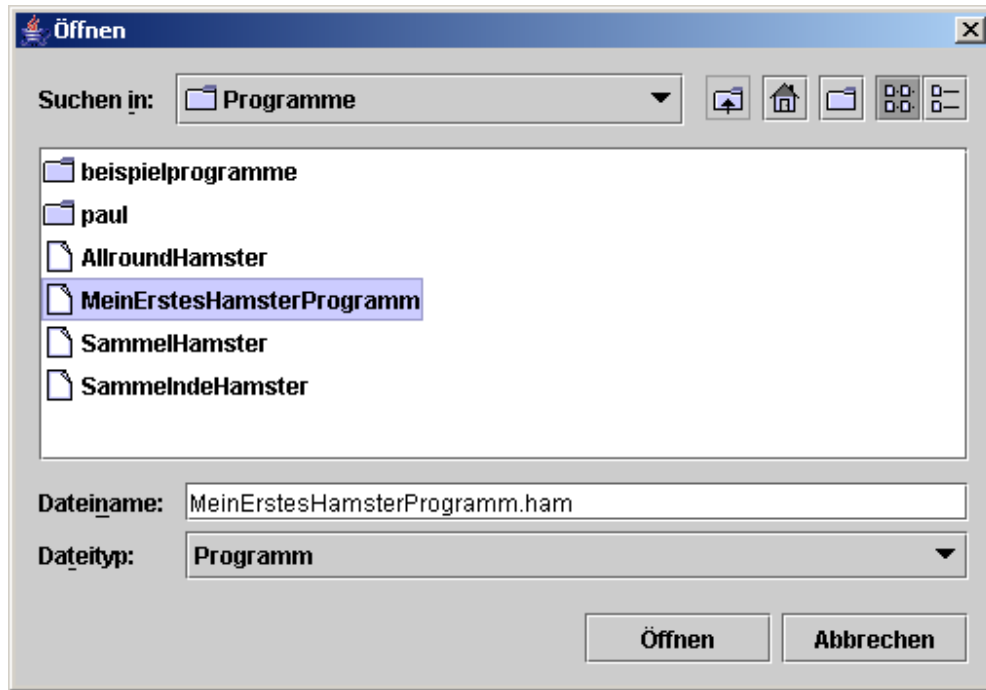 Öffnen
Suchen in: Programme
beispielprogramme
paul
AllroundHamster
MeinErstesHamsterProgramm
SammelHamster
SammelndeHamster
Dateiname: MeinErstesHamsterProgramm.ham
Dateityp: Programm
Öffnen Abbrechen